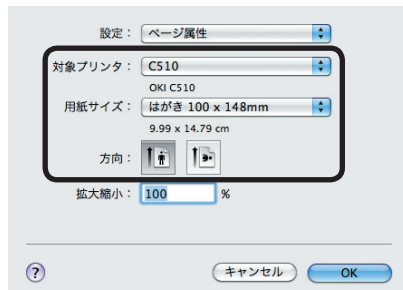 設定： ページ属性
対象プリンタ： C510
OKI C510
用紙サイズ： はがき 100 x 148mm
9.99 x 14.79 cm
方向：
拡大縮小： 100 %
? キャンセル OK